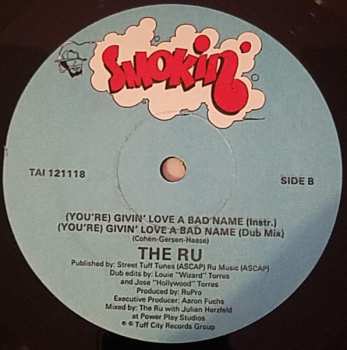 Smokin'
TAI 121118
SIDE B
(YOU'RE) GIVIN' LOVE A BAD NAME (Instr.)
(YOU'RE) GIVIN' LOVE A BAD NAME (Dub Mix)
(Cohen-Gersen-Haase)
THE RU
Published by: Street Tuff Tunes (ASCAP) Ru Music (ASCAP)
Dub edits by: Louie "Wizard" Torres
and Jose "Hollywood" Torres
Produced by: RuPro
Executive Producer: Aaron Fuchs
Mixed by: The Ru with Julian Herzfeld
at Power Play Studios
℗ © Tuff City Records Group